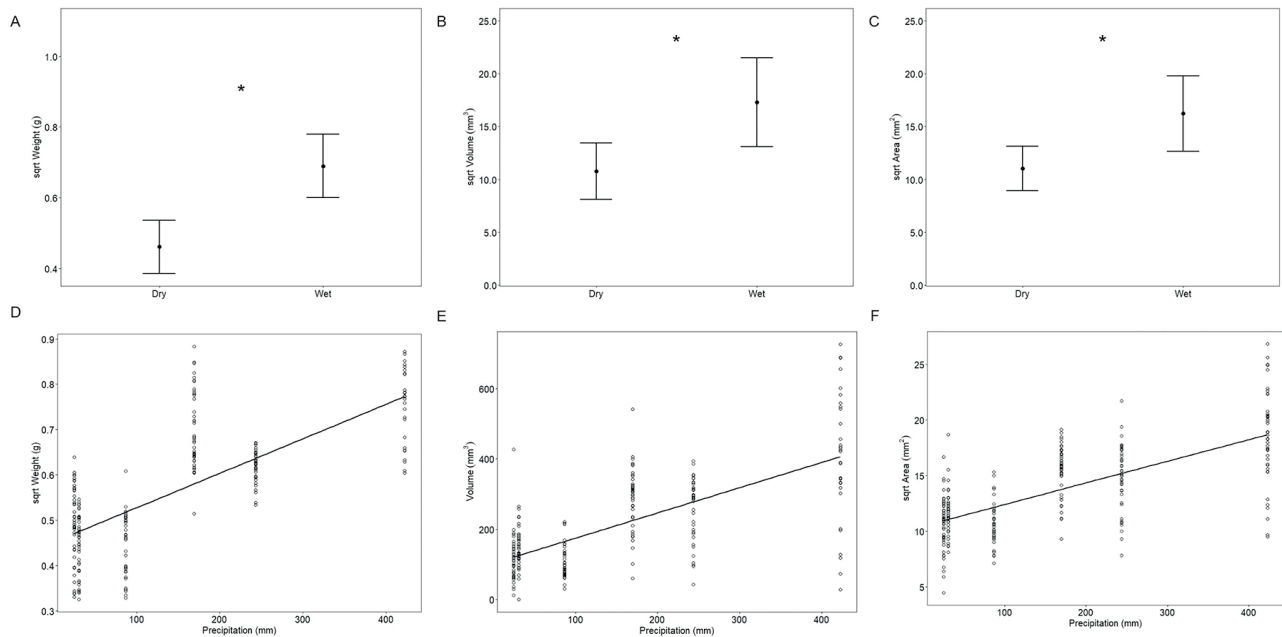 A
1.0
0.8
0.6
0.4
sqrt Weight (g)
*
Dry
Wet
B
25.0
20.0
15.0
10.0
5.0
0.0
sqrt Volume (mm³)
*
Dry
Wet
C
25.0
20.0
15.0
10.0
5.0
0.0
sqrt Area (mm²)
*
Dry
Wet
D
0.9
0.8
0.7
0.6
0.5
0.4
0.3
sqrt Weight (g)
100
200
300
400
Precipitation (mm)
E
600
400
200
0
Volume (mm³)
100
200
300
400
Precipitation (mm)
F
25
20
15
10
5
sqrt Area (mm²)
100
200
300
400
Precipitation (mm)